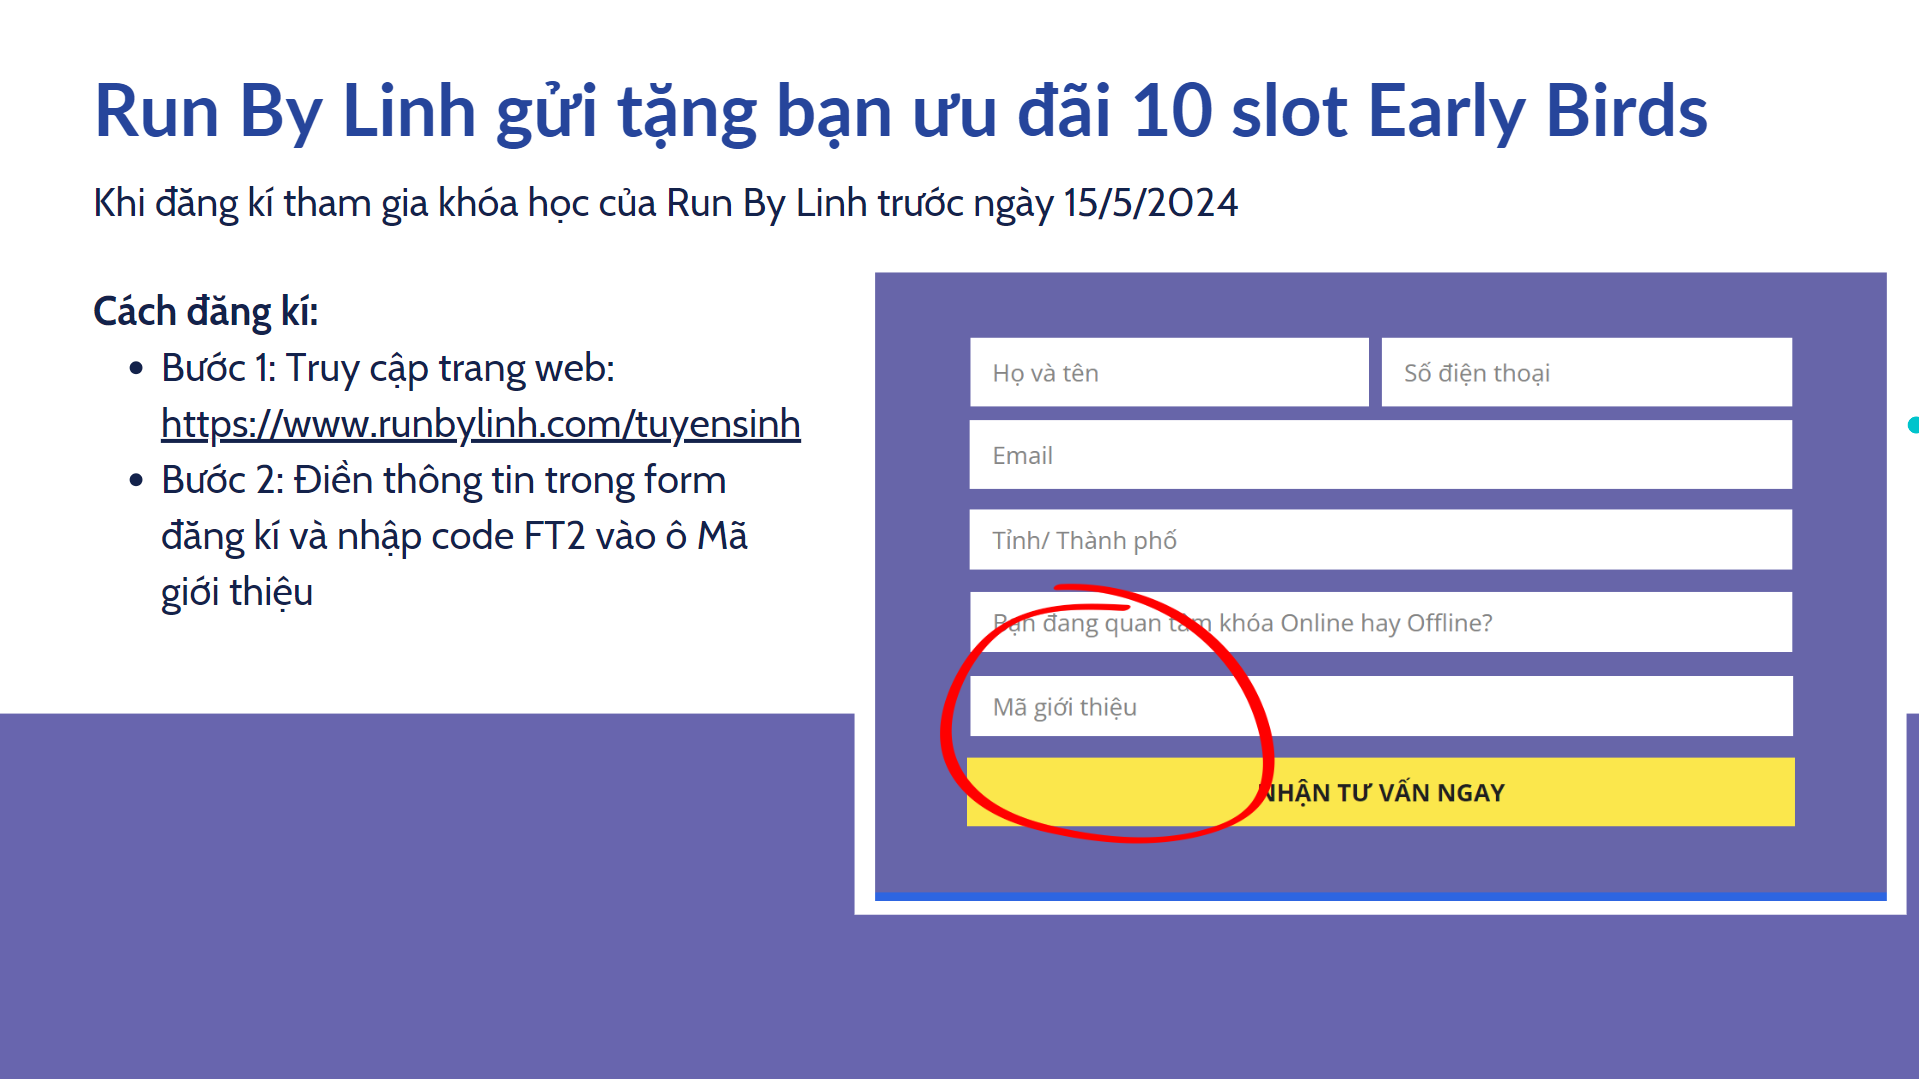 Run By Linh gửi tặng bạn ưu đãi 10 slot Early Birds
Khi đăng kí tham gia khóa học của Run By Linh trước ngày 15/5/2024
Cách đăng kí:
• Bước 1: Truy cập trang web:
https://www.runbylinh.com/tuyensinh
• Bước 2: Điền thông tin trong form
đăng kí và nhập code FT2 vào ô Mã
giới thiệu
Họ và tên
Số điện thoại
Email
Tỉnh/ Thành phố
Bạn đang quan tâm khóa Online hay Offline?
Mã giới thiệu
NHẬN TƯ VẤN NGAY